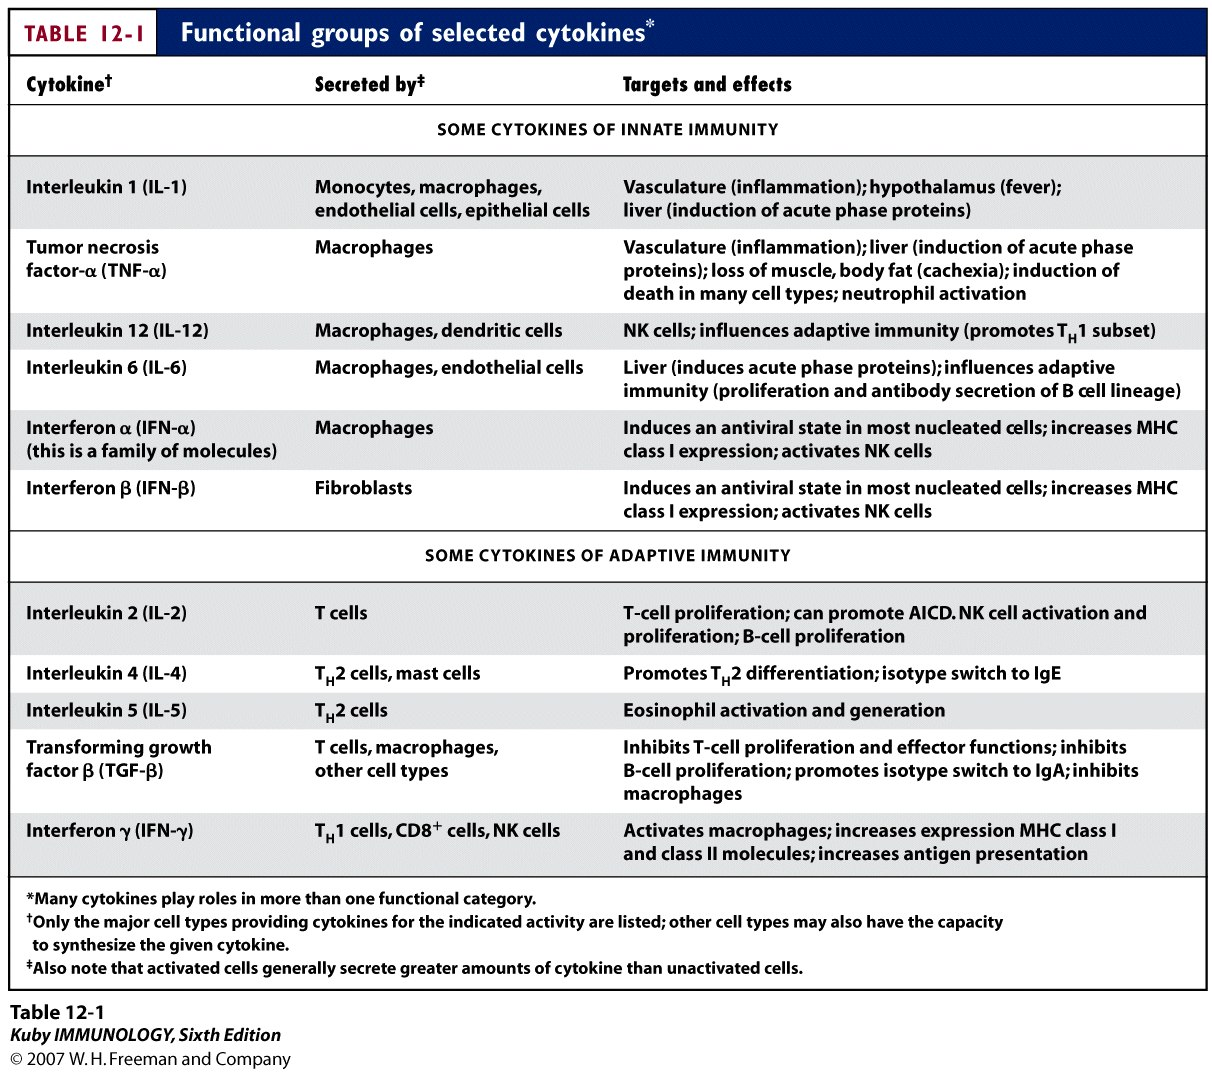 TABLE 12-1 Functional groups of selected cytokines*
Cytokine† Secreted by‡ Targets and effects
SOME CYTOKINES OF INNATE IMMUNITY
Interleukin 1 (IL-1) Monocytes, macrophages, Vasculature (inflammation); hypothalamus (fever);
endothelial cells, epithelial cells liver (induction of acute phase proteins)
Tumor necrosis Macrophages Vasculature (inflammation); liver (induction of acute phase
factor-α (TNF-α) proteins); loss of muscle, body fat (cachexia); induction of
death in many cell types; neutrophil activation
Interleukin 12 (IL-12) Macrophages, dendritic cells NK cells; influences adaptive immunity (promotes TH1 subset)
Interleukin 6 (IL-6) Macrophages, endothelial cells Liver (induces acute phase proteins); influences adaptive
immunity (proliferation and antibody secretion of B cell lineage)
Interferon α (IFN-α) Macrophages Induces an antiviral state in most nucleated cells; increases MHC
(this is a family of molecules) class I expression; activates NK cells
Interferon β (IFN-β) Fibroblasts Induces an antiviral state in most nucleated cells; increases MHC
class I expression; activates NK cells
SOME CYTOKINES OF ADAPTIVE IMMUNITY
Interleukin 2 (IL-2) T cells T-cell proliferation; can promote AICD. NK cell activation and
proliferation; B-cell proliferation
Interleukin 4 (IL-4) TH2 cells, mast cells Promotes TH2 differentiation; isotype switch to IgE
Interleukin 5 (IL-5) TH2 cells Eosinophil activation and generation
Transforming growth T cells, macrophages, Inhibits T-cell proliferation and effector functions; inhibits
factor β (TGF-β) other cell types B-cell proliferation; promotes isotype switch to IgA; inhibits
macrophages
Interferon γ (IFN-γ) TH1 cells, CD8+ cells, NK cells Activates macrophages; increases expression MHC class I
and class II molecules; increases antigen presentation
*Many cytokines play roles in more than one functional category.
†Only the major cell types providing cytokines for the indicated activity are listed; other cell types may also have the capacity
to synthesize the given cytokine.
‡Also note that activated cells generally secrete greater amounts of cytokine than unactivated cells.
Table 12-1
Kuby IMMUNOLOGY, Sixth Edition
© 2007 W. H. Freeman and Company